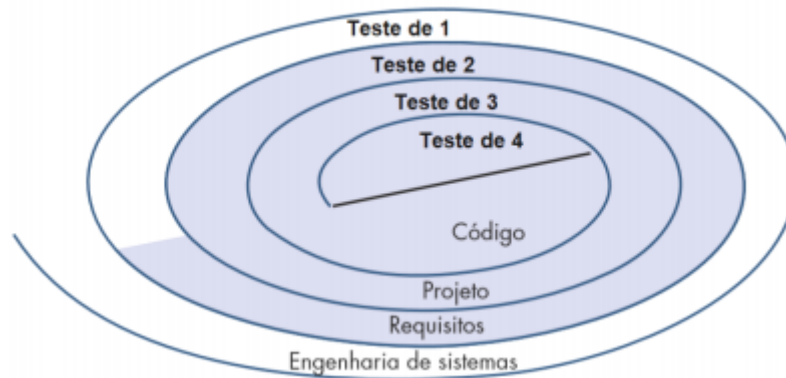 Teste de 1
Teste de 2
Teste de 3
Teste de 4
Código
Projeto
Requisitos
Engenharia de sistemas